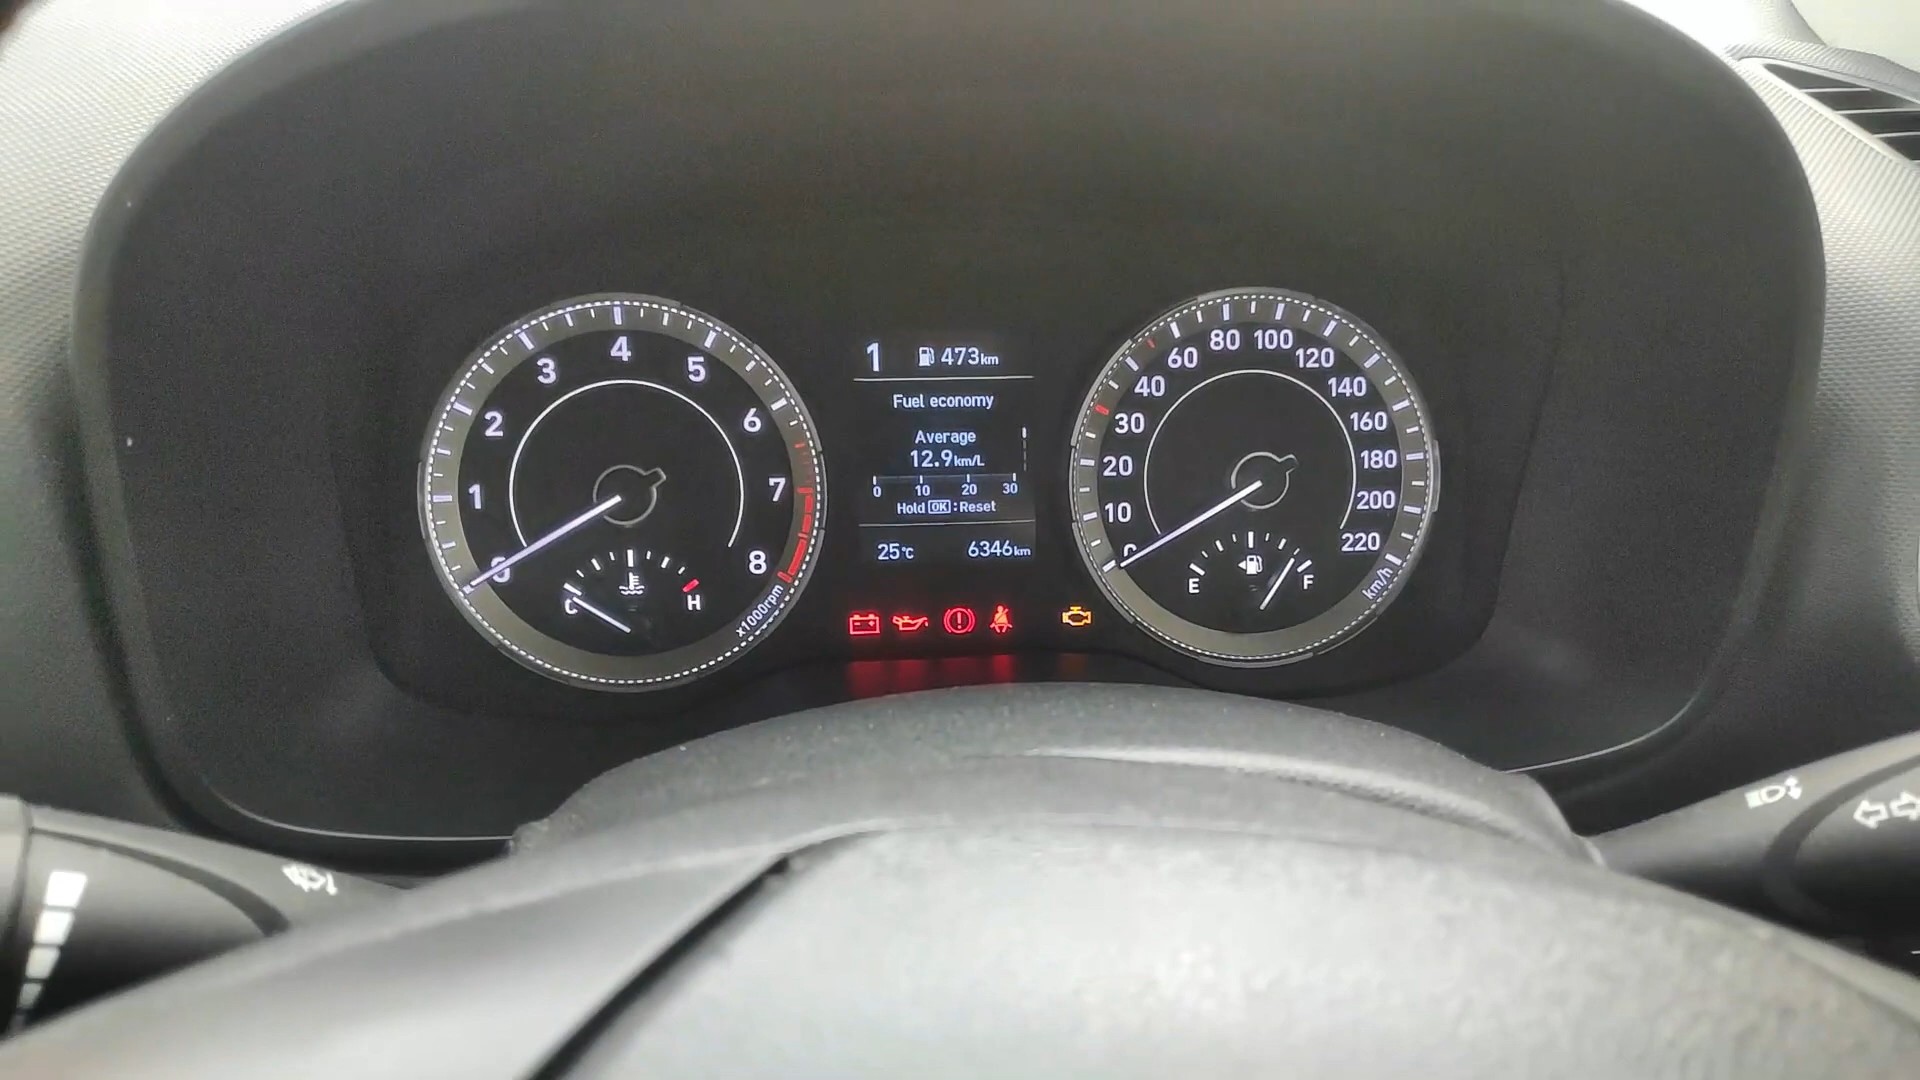 0
1
2
3
4
5
6
7
8
x1000rpm
C
H
1
473km
Fuel economy
Average
12.9km/L
0 10 20 30
Hold OK : Reset
25°C 6346km
0
10
20
30
40
60
80
100
120
140
160
180
200
220
km/h
E
F